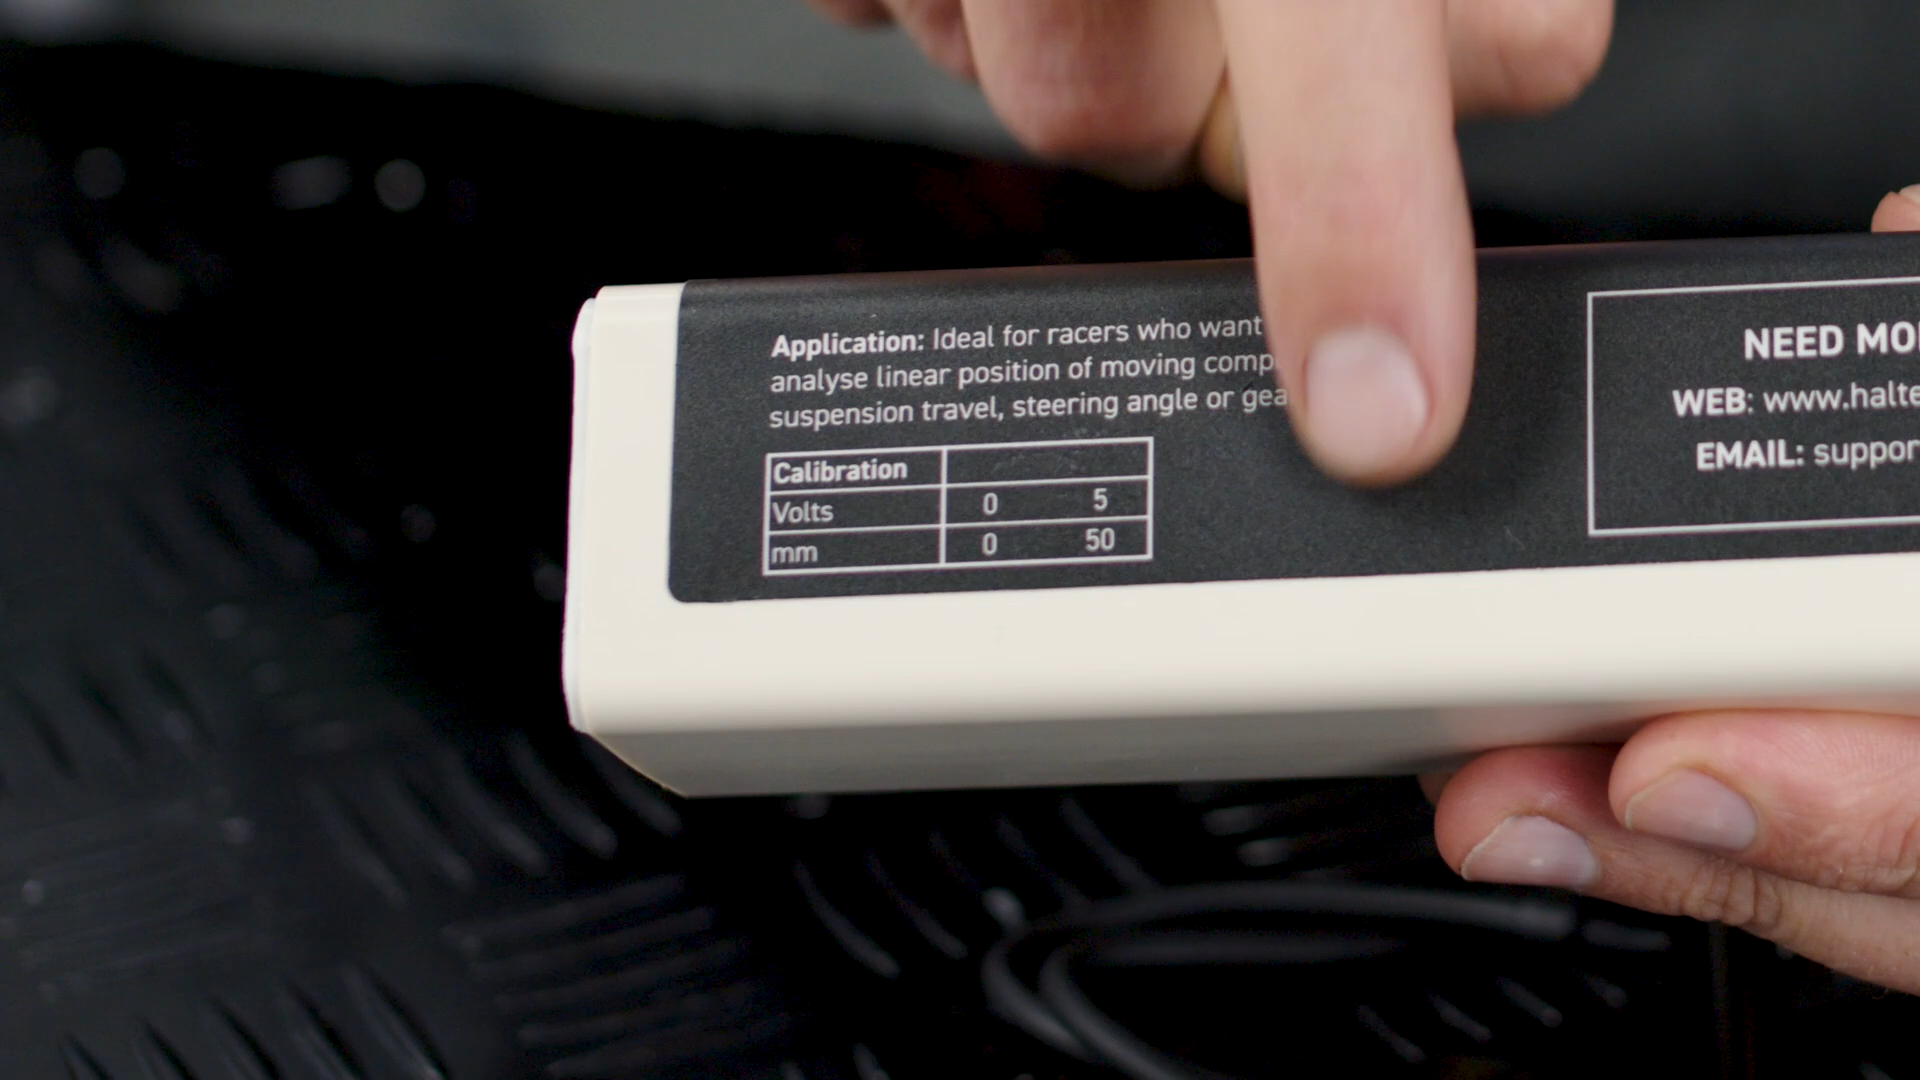 Application: Ideal for racers who want
analyse linear position of moving comp
suspension travel, steering angle or gea
Calibration
Volts 0 5
mm 0 50
NEED MO
WEB: www.halte
EMAIL: suppor